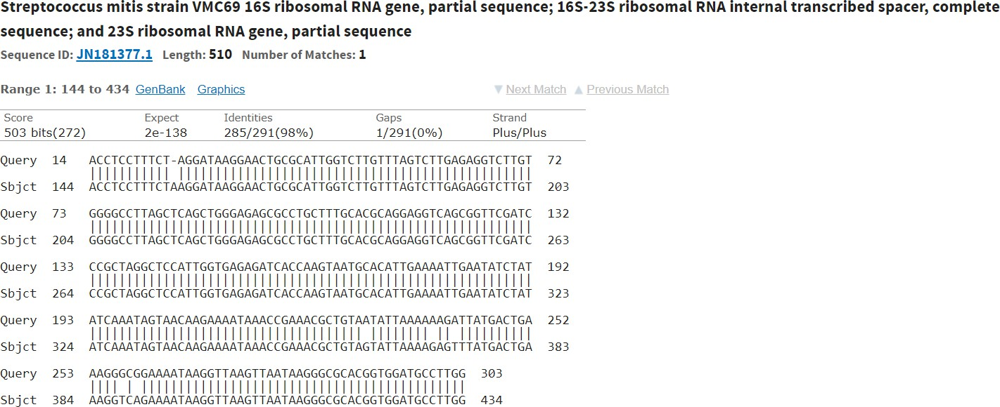 Streptococcus mitis strain VMC69 16S ribosomal RNA gene, partial sequence; 16S-23S ribosomal RNA internal transcribed spacer, complete
sequence; and 23S ribosomal RNA gene, partial sequence
Sequence ID: JN181377.1 Length: 510 Number of Matches: 1
Range 1: 144 to 434 GenBank Graphics ▼ Next Match ▲ Previous Match
Score Expect Identities Gaps Strand
503 bits(272) 2e-138 285/291(98%) 1/291(0%) Plus/Plus
Query 14 ACCTCCTTTCT-AGGATAAGGAACTGCGCATTGGTCTTGTTTAGTCTTGAGAGGTCTTGT 72
||||||||||| ||||||||||||||||||||||||||||||||||||||||||||||||
Sbjct 144 ACCTCCTTTCTAAGGATAAGGAACTGCGCATTGGTCTTGTTTAGTCTTGAGAGGTCTTGT 203
Query 73 GGGGCCTTAGCTCAGCTGGGAGAGCGCCTGCTTTGCACGCAGGAGGTCAGCGGTTCGATC 132
||||||||||||||||||||||||||||||||||||||||||||||||||||||||||||
Sbjct 204 GGGGCCTTAGCTCAGCTGGGAGAGCGCCTGCTTTGCACGCAGGAGGTCAGCGGTTCGATC 263
Query 133 CCGCTAGGCTCCATTGGTGAGAGATCACCAAGTAATGCACATTGAAAATTGAATATCTAT 192
||||||||||||||||||||||||||||||||||||||||||||||||||||||||||||
Sbjct 264 CCGCTAGGCTCCATTGGTGAGAGATCACCAAGTAATGCACATTGAAAATTGAATATCTAT 323
Query 193 ATCAAATAGTAACAAGAAAATAAACCGAAACGCTGTAATATTAAAAAAGATTATGACTGA 252
||||||||||||||||||||||||||||||||||||| |||||||| || ||||||||||
Sbjct 324 ATCAAATAGTAACAAGAAAATAAACCGAAACGCTGTAGTATTAAAAGAGTTTATGACTGA 383
Query 253 AAGGGCGGAAAATAAGGTTAAGTTAATAAGGGCGCACGGTGGATGCCTTGG 303
|||| | ||||||||||||||||||||||||||||||||||||||||||||
Sbjct 384 AAGGTCAGAAAATAAGGTTAAGTTAATAAGGGCGCACGGTGGATGCCTTGG 434